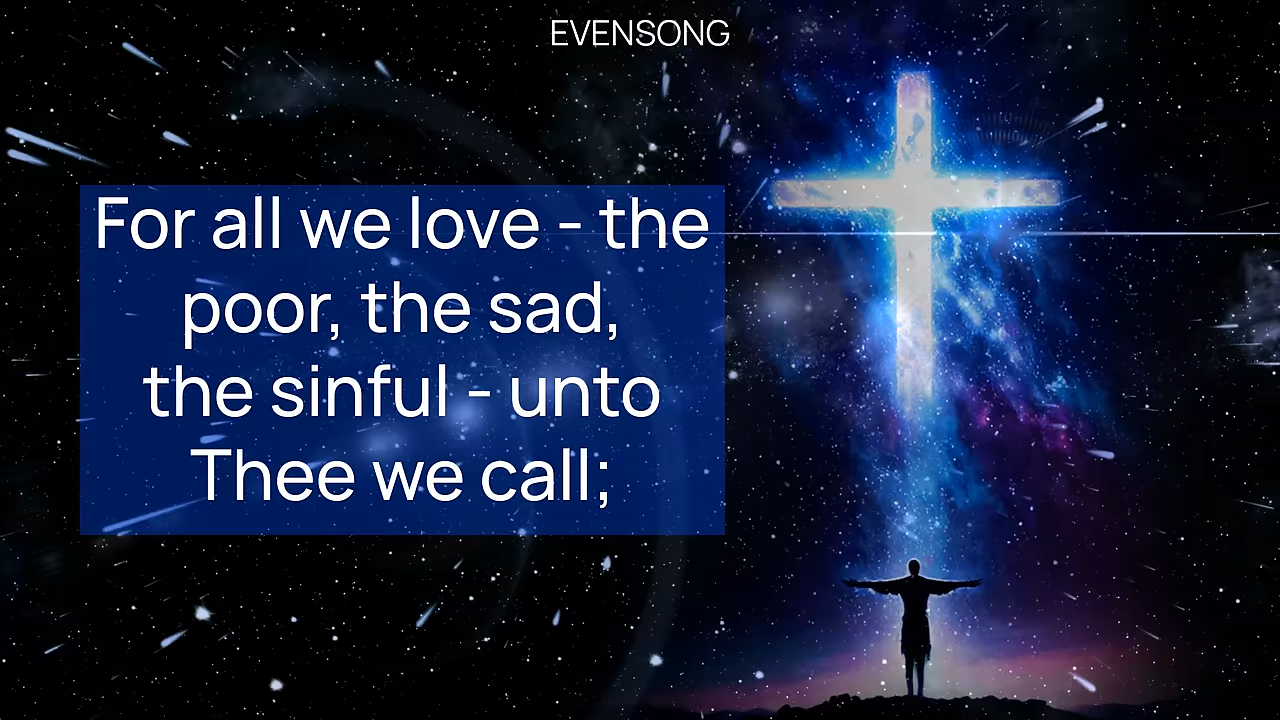 EVENSONG
For all we love - the
poor, the sad,
the sinful - unto
Thee we call;